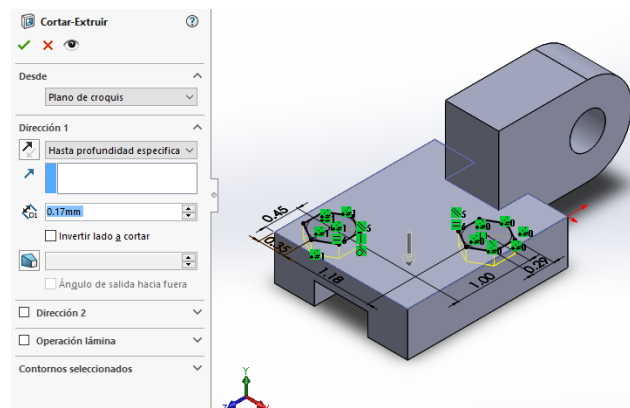 Cortar-Extruir
Desde
Plano de croquis
Dirección 1
Hasta profundidad especifica
D1
0.17mm
Invertir lado a cortar
Ángulo de salida hacia fuera
Dirección 2
Operación lámina
Contornos seleccionados
0.45
0.35
1.18
1.00
0.29
Y